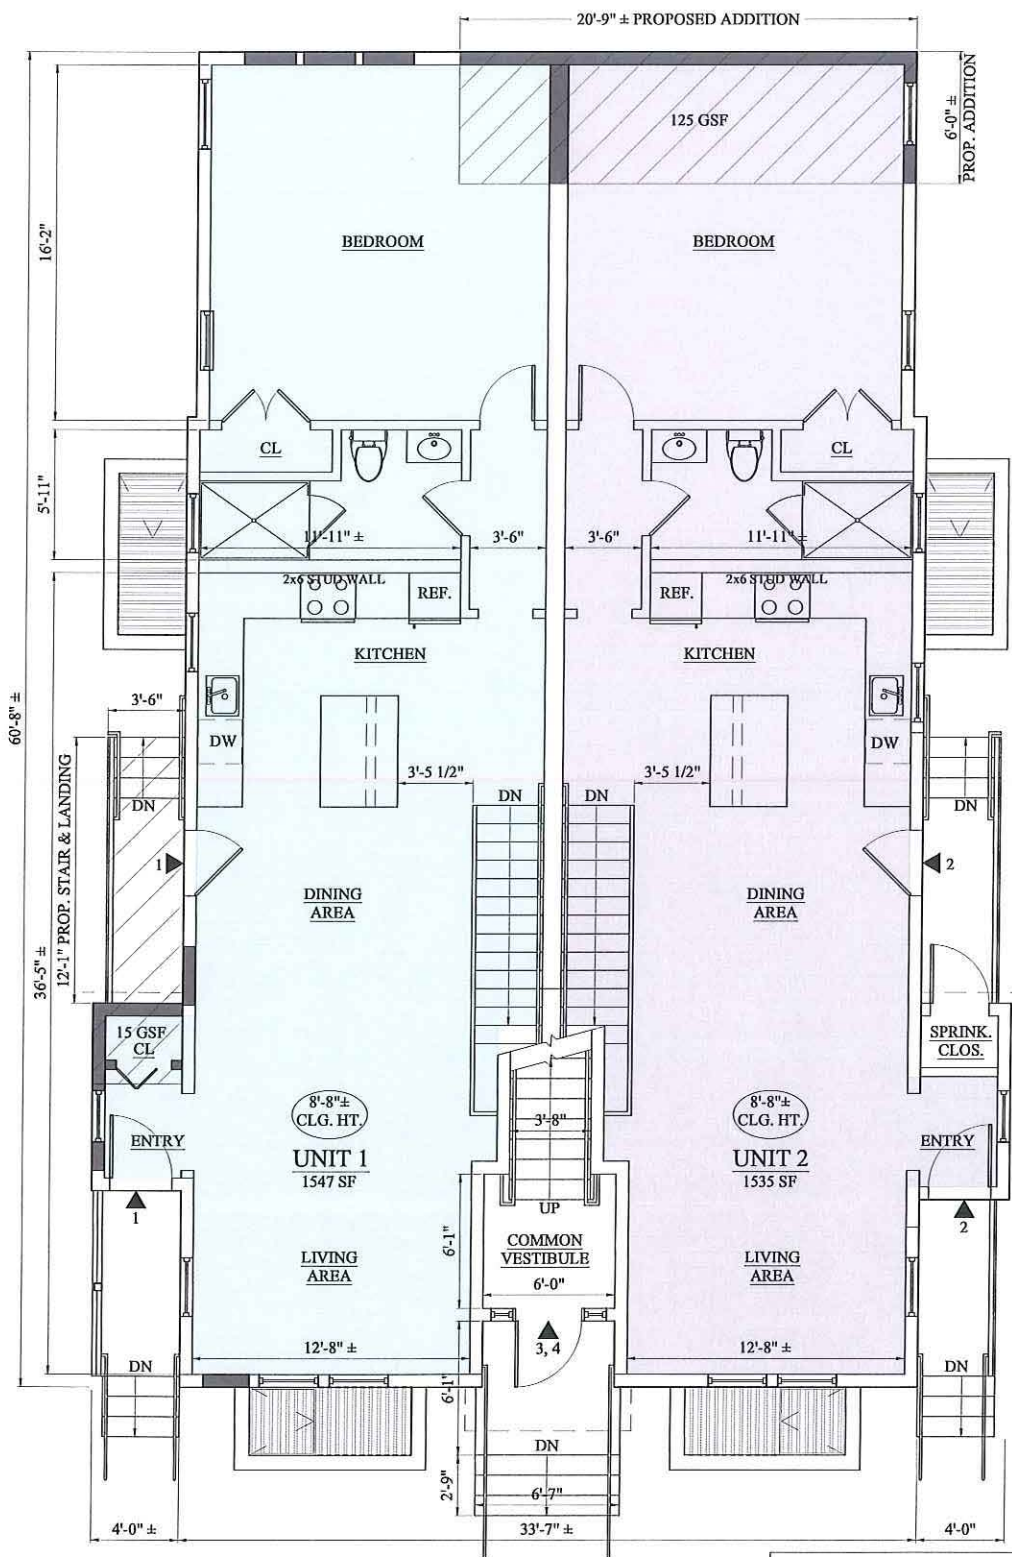 20'-9" ± PROPOSED ADDITION
125 GSF
6'-0" ±
PROP. ADDITION
16'-2"
BEDROOM
BEDROOM
CL
CL
5'-11"
11'-11" ±
3'-6"
3'-6"
11'-11" ±
2x6 STUD WALL
2x6 STUD WALL
REF.
REF.
KITCHEN
KITCHEN
60'-8" ±
3'-6"
DW
DW
3'-5 1/2"
3'-5 1/2"
DN
DN
DN
DN
12'-1" PROP. STAIR & LANDING
1
2
DINING
AREA
DINING
AREA
36'-5" ±
15 GSF
CL
SPRINK.
CLOS.
8'-8"±
CLG. HT.
3'-8"
8'-8"±
CLG. HT.
ENTRY
ENTRY
UNIT 1
1547 SF
UNIT 2
1535 SF
1
2
UP
6'-1"
COMMON
VESTIBULE
6'-0"
LIVING
AREA
LIVING
AREA
3, 4
12'-8" ±
12'-8" ±
DN
DN
6'-1"
DN
2'-9"
6'-7"
4'-0" ±
33'-7" ±
4'-0"